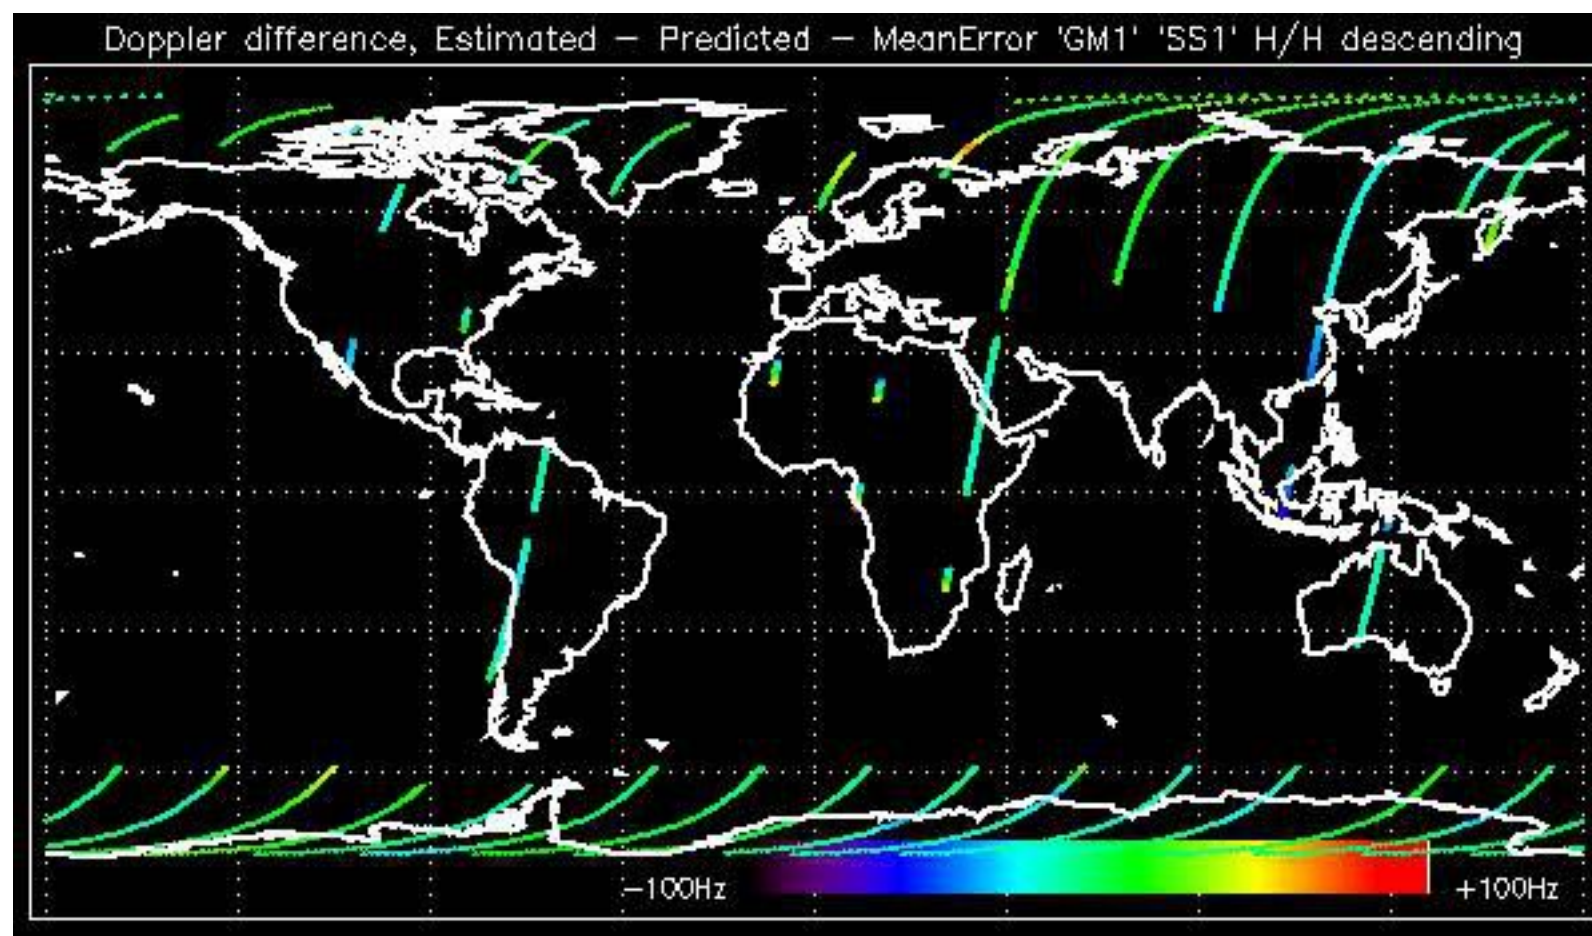 Doppler difference, Estimated – Predicted – MeanError 'GM1' 'SS1' H/H descending
–100Hz
+100Hz